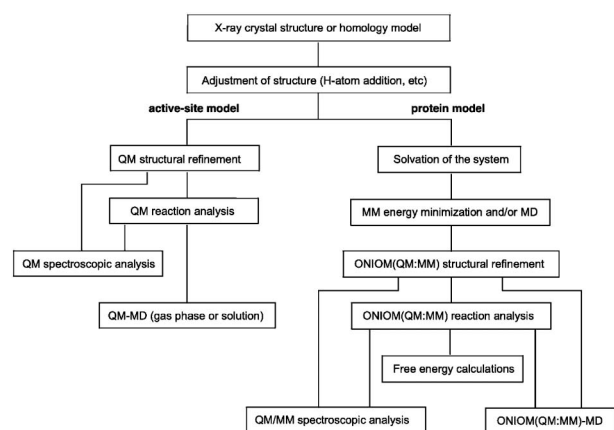 X-ray crystal structure or homology model
Adjustment of structure (H-atom addition, etc)
active-site model
protein model
QM structural refinement
Solvation of the system
QM reaction analysis
MM energy minimization and/or MD
QM spectroscopic analysis
ONIOM(QM:MM) structural refinement
QM-MD (gas phase or solution)
ONIOM(QM:MM) reaction analysis
Free energy calculations
QM/MM spectroscopic analysis
ONIOM(QM:MM)-MD